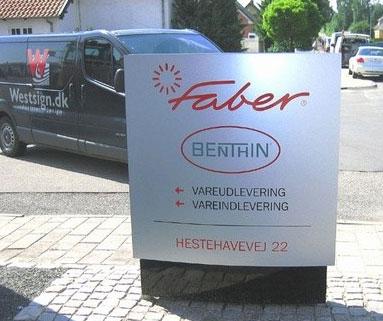 Westsign.dk
Faber®
BENTHIN
← VAREUDLEVERING
← VAREINDLEVERING
HESTEHAVEVEJ 22